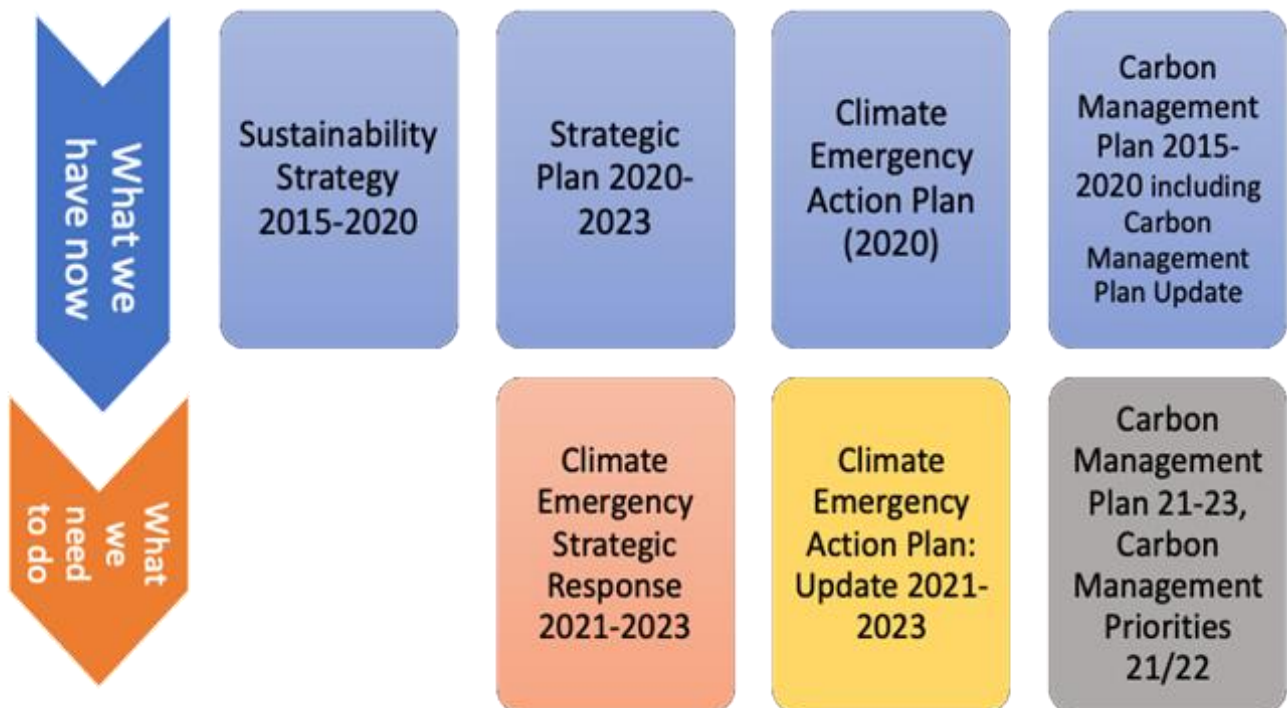 What we
have now
Sustainability
Strategy
2015-2020
Strategic
Plan 2020-
2023
Climate
Emergency
Action Plan
(2020)
Carbon
Management
Plan 2015-
2020 including
Carbon
Management
Plan Update
What
we
need
to do
Climate
Emergency
Strategic
Response
2021-2023
Climate
Emergency
Action Plan:
Update 2021-
2023
Carbon
Management
Plan 21-23,
Carbon
Management
Priorities
21/22